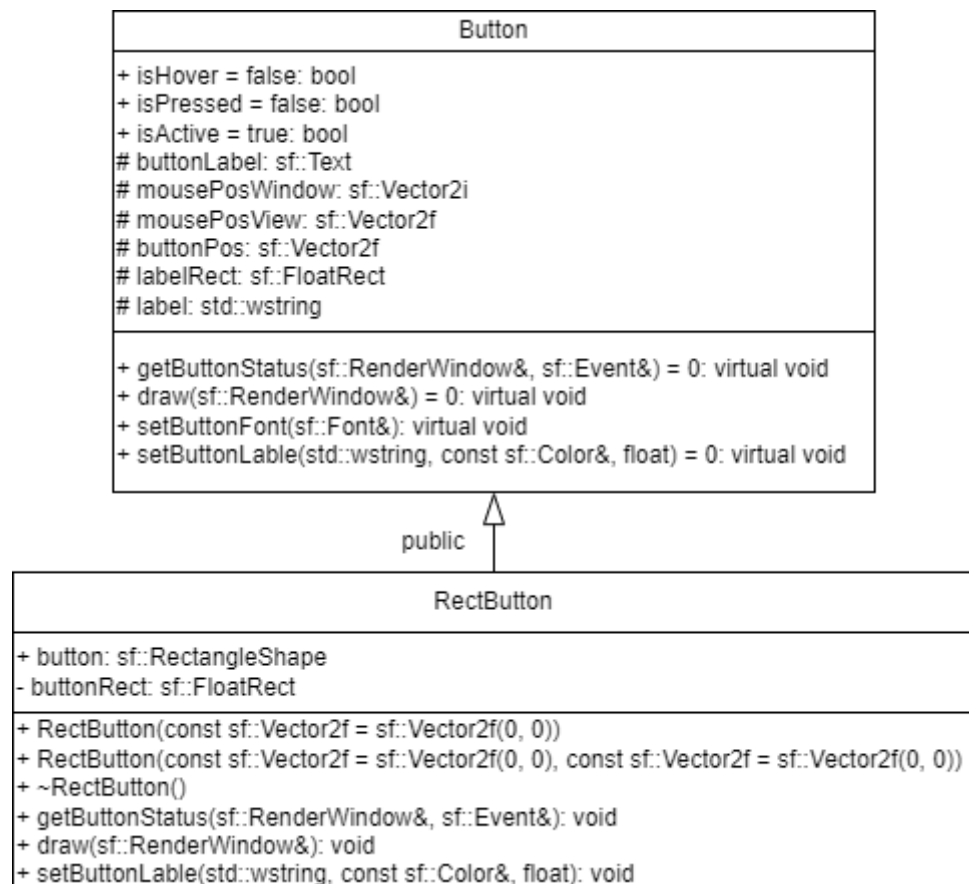 Button
+ isHover = false: bool
+ isPressed = false: bool
+ isActive = true: bool
# buttonLabel: sf::Text
# mousePosWindow: sf::Vector2i
# mousePosView: sf::Vector2f
# buttonPos: sf::Vector2f
# labelRect: sf::FloatRect
# label: std::wstring
+ getButtonStatus(sf::RenderWindow&, sf::Event&) = 0: virtual void
+ draw(sf::RenderWindow&) = 0: virtual void
+ setButtonFont(sf::Font&): virtual void
+ setButtonLable(std::wstring, const sf::Color&, float) = 0: virtual void
public
RectButton
+ button: sf::RectangleShape
- buttonRect: sf::FloatRect
+ RectButton(const sf::Vector2f = sf::Vector2f(0, 0))
+ RectButton(const sf::Vector2f = sf::Vector2f(0, 0), const sf::Vector2f = sf::Vector2f(0, 0))
+ ~RectButton()
+ getButtonStatus(sf::RenderWindow&, sf::Event&): void
+ draw(sf::RenderWindow&): void
+ setButtonLable(std::wstring, const sf::Color&, float): void